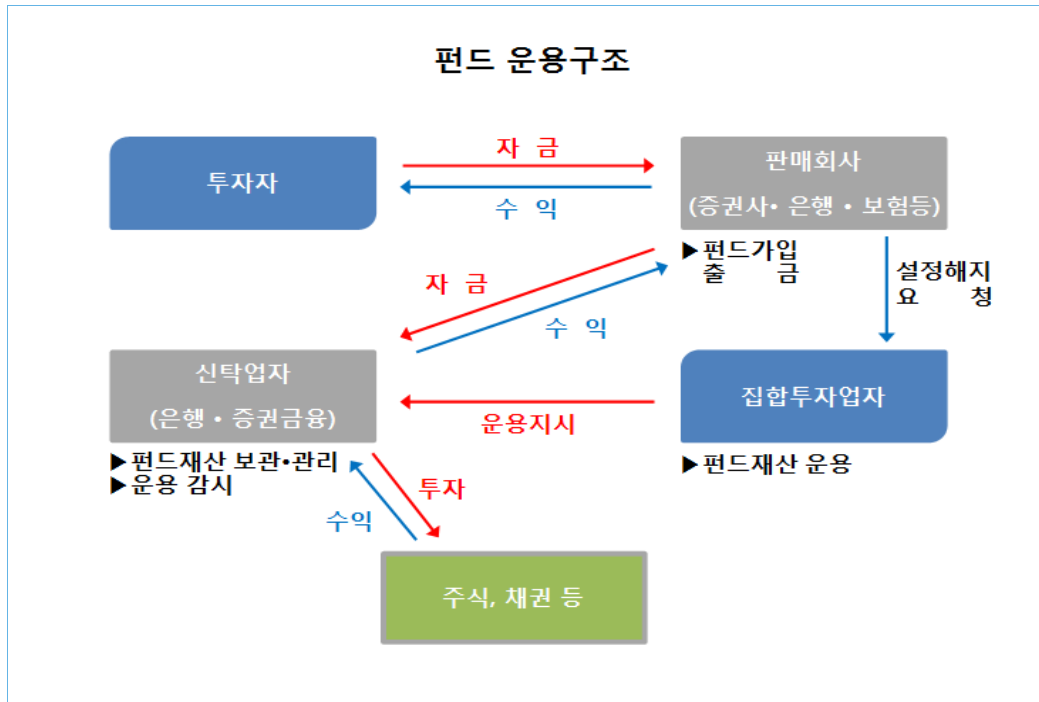 펀드 운용구조
자 금
투자자
수 익
판매회사
(증권사• 은행 • 보험등)
▶펀드가입
출 금
설정해지
요 청
자 금
수 익
신탁업자
(은행 • 증권금융)
운용지시
집합투자업자
▶펀드재산 보관•관리
▶운용 감시
▶펀드재산 운용
투자
수익
주식, 채권 등